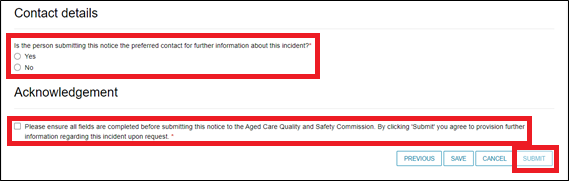 Contact details
Is the person submitting this notice the preferred contact for further information about this incident?*
Yes
No
Acknowledgement
Please ensure all fields are completed before submitting this notice to the Aged Care Quality and Safety Commission. By clicking 'Submit' you agree to provision further
information regarding this incident upon request. *
PREVIOUS SAVE CANCEL SUBMIT